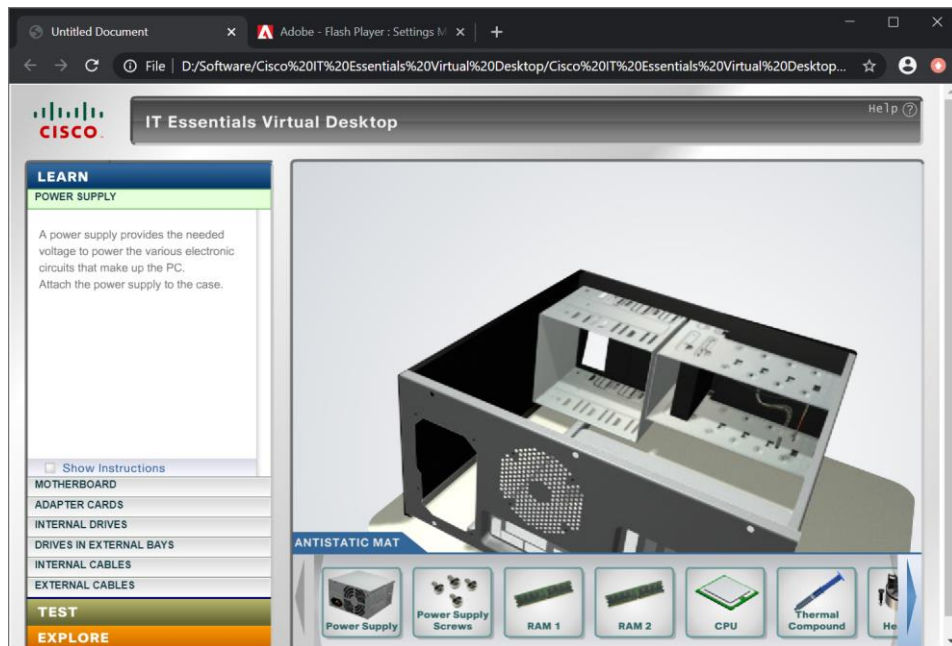 Untitled Document
Adobe - Flash Player : Settings M
File | D:/Software/Cisco%20IT%20Essentials%20Virtual%20Desktop/Cisco%20IT%20Essentials%20Virtual%20Desktop...
CISCO
IT Essentials Virtual Desktop
Help
LEARN
POWER SUPPLY
A power supply provides the needed
voltage to power the various electronic
circuits that make up the PC.
Attach the power supply to the case.
Show Instructions
MOTHERBOARD
ADAPTER CARDS
INTERNAL DRIVES
DRIVES IN EXTERNAL BAYS
INTERNAL CABLES
EXTERNAL CABLES
TEST
EXPLORE
ANTISTATIC MAT
Power Supply
Power Supply
Screws
RAM 1
RAM 2
CPU
Thermal
Compound
He